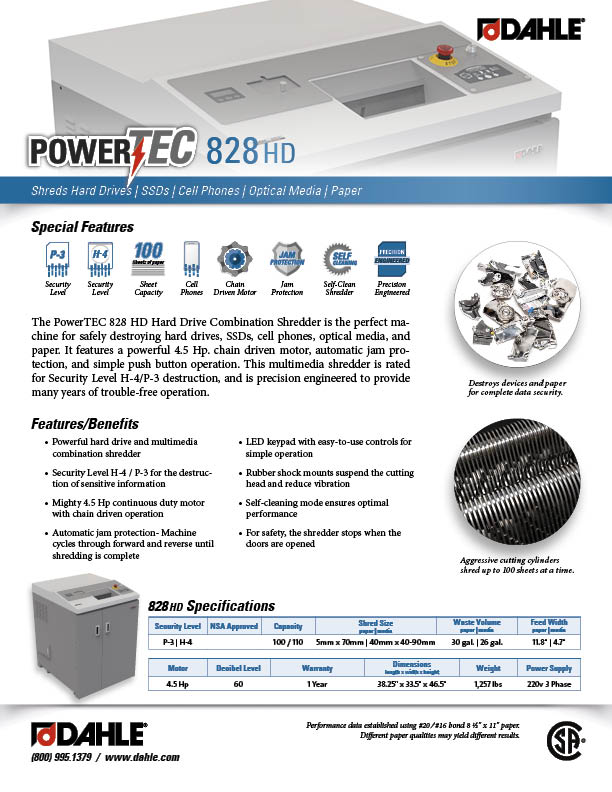 DAHLE®
POWERTEC 828 HD
Shreds Hard Drives | SSDs | Cell Phones | Optical Media | Paper
Special Features
P-3
Security
Level
H-4
Security
Level
100
Sheets of paper
Sheet
Capacity
Cell
Phones
Chain
Driven Motor
JAM
PROTECTION
Jam
Protection
SELF
CLEANING
Self-Clean
Shredder
PRECISION
ENGINEERED
Precision
Engineered
The PowerTEC 828 HD Hard Drive Combination Shredder is the perfect ma-
chine for safely destroying hard drives, SSDs, cell phones, optical media, and
paper. It features a powerful 4.5 Hp. chain driven motor, automatic jam pro-
tection, and simple push button operation. This multimedia shredder is rated
for Security Level H-4/P-3 destruction, and is precision engineered to provide
many years of trouble-free operation.
Destroys devices and paper
for complete data security.
Features/Benefits
• Powerful hard drive and multimedia
combination shredder
• Security Level H-4 / P-3 for the destruc-
tion of sensitive information
• Mighty 4.5 Hp continuous duty motor
with chain driven operation
• Automatic jam protection- Machine
cycles through forward and reverse until
shredding is complete
• LED keypad with easy-to-use controls for
simple operation
• Rubber shock mounts suspend the cutting
head and reduce vibration
• Self-cleaning mode ensures optimal
performance
• For safety, the shredder stops when the
doors are opened
Aggressive cutting cylinders
shred up to 100 sheets at a time.
828 HD Specifications
Security Level NSA Approved Capacity Shred Size Waste Volume Feed Width
paper | media paper | media paper | media
P-3 | H-4 100 / 110 5mm x 70mm | 40mm x 40-90mm 30 gal. | 26 gal. 11.8" | 4.7"
Motor Decibel Level Warranty Dimensions Weight Power Supply
length x width x height
4.5 Hp 60 1 Year 38.25" x 33.5" x 46.5" 1,257 lbs 220v 3 Phase
DAHLE®
(800) 995.1379 / www.dahle.com
Performance data established using #20/#16 bond 8 ½" x 11" paper.
Different paper qualities may yield different results.
CSA®